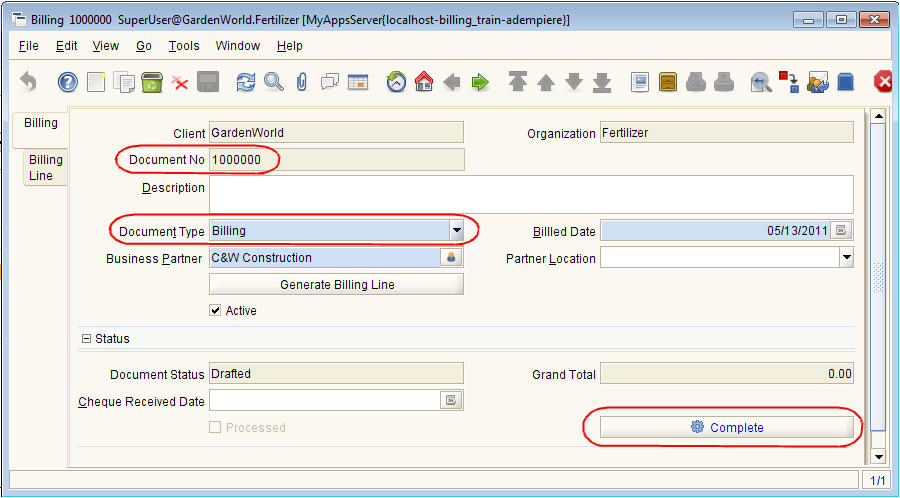 Billing 1000000 SuperUser@GardenWorld.Fertilizer [MyAppsServer{localhost-billing_train-adempiere}]
File Edit View Go Tools Window Help
Billing
Billing Line
Client GardenWorld Organization Fertilizer
Document No 1000000
Description
Document Type Billing Billled Date 05/13/2011
Business Partner C&W Construction Partner Location
Generate Billing Line
Active
Status
Document Status Drafted Grand Total 0.00
Cheque Received Date
Processed Complete
1/1